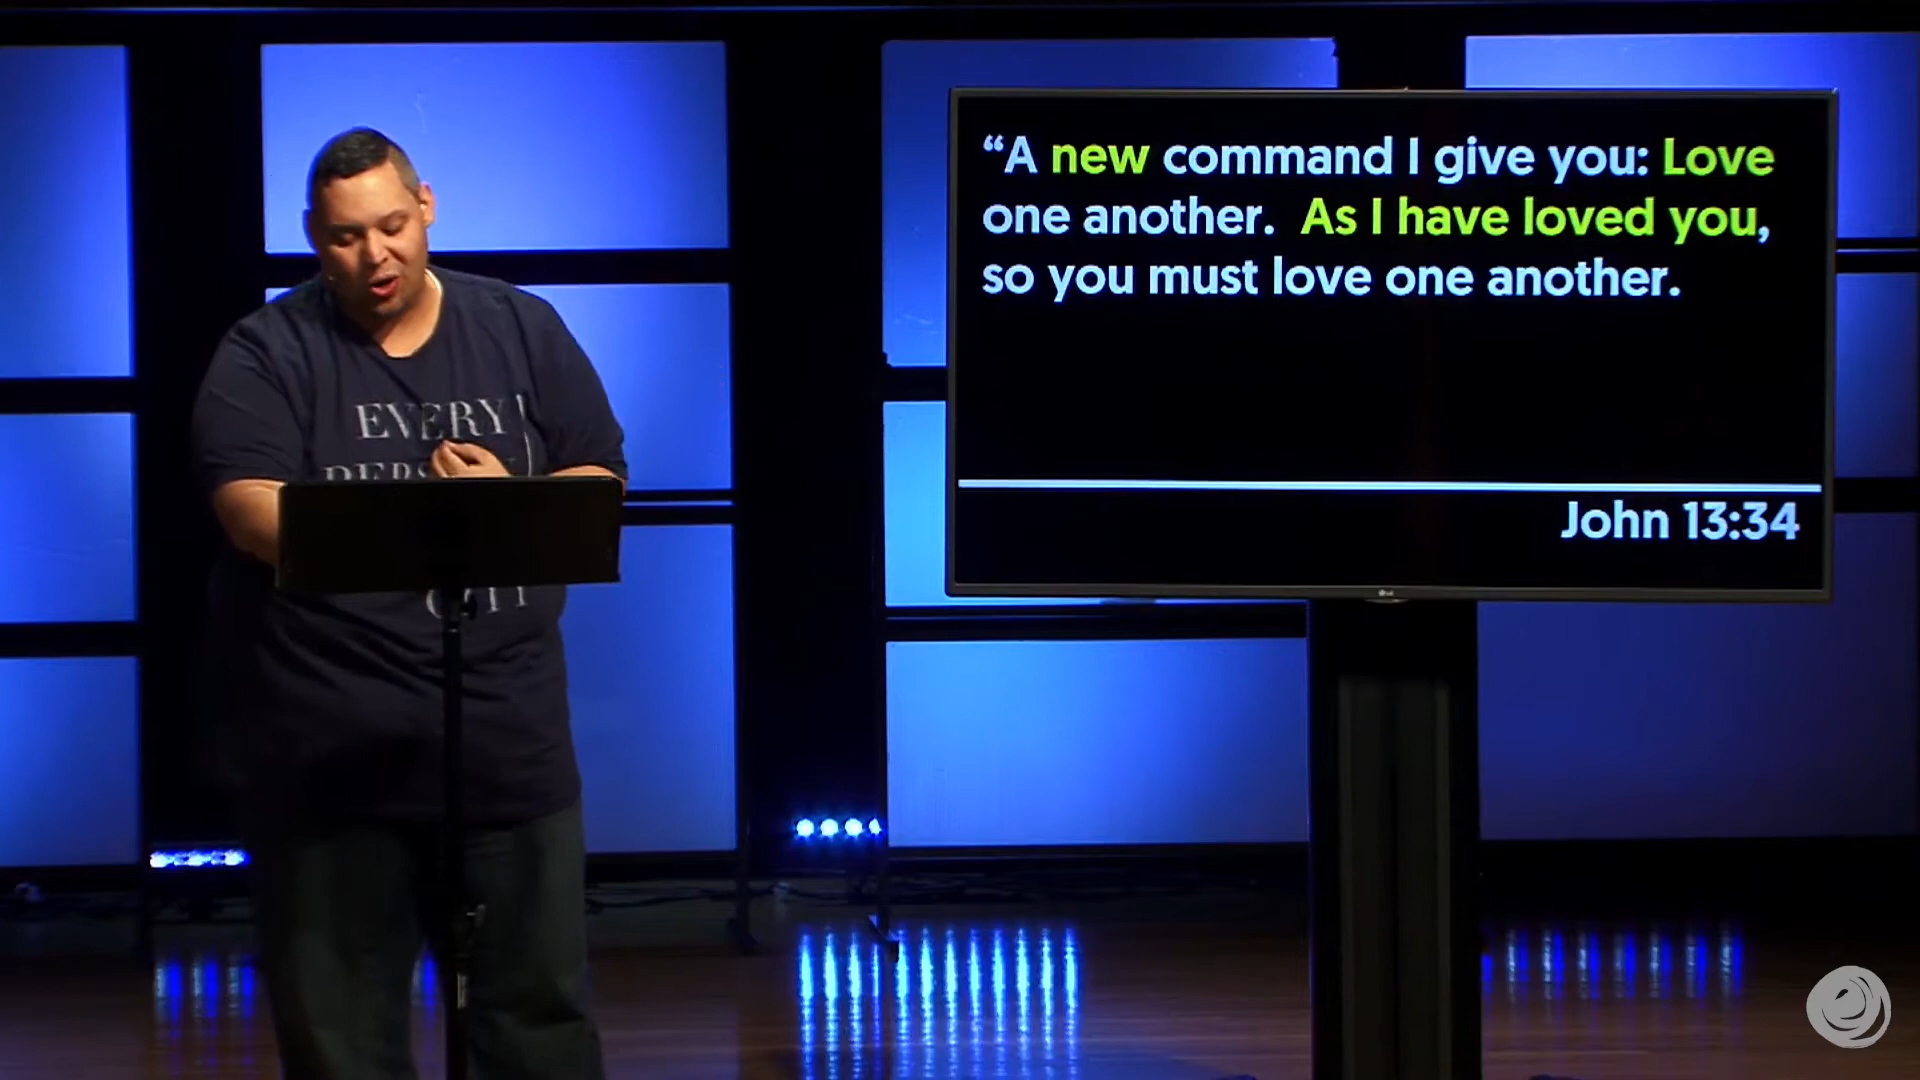 “A new command I give you: Love
one another. As I have loved you,
so you must love one another.
John 13:34
EVERY